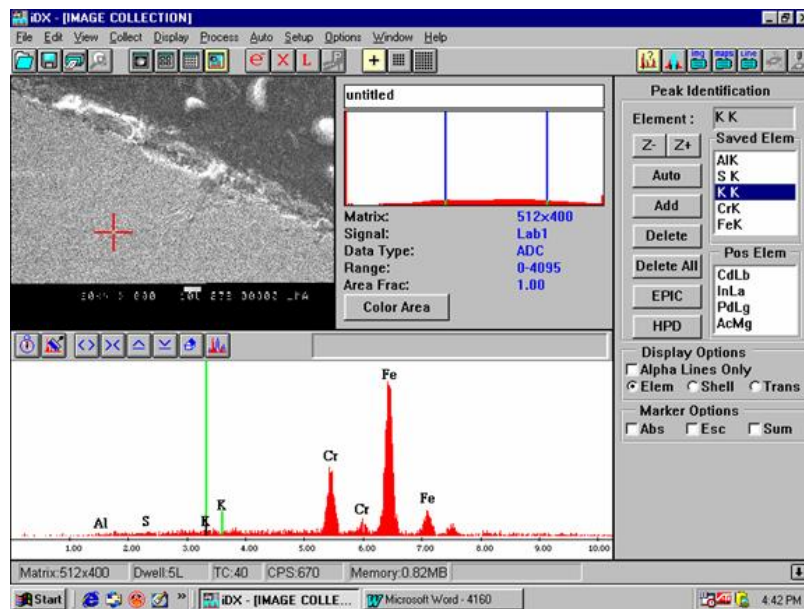 iDX - [IMAGE COLLECTION]
File Edit View Collect Display Process Auto Setup Options Window Help
e⁻ X L
img maps Line
untitled
Matrix: 512x400
Signal: Lab1
Data Type: ADC
Range: 0-4095
Area Frac: 1.00
Color Area
Peak Identification
Element : K K
Z- Z+
Auto
Add
Delete
Delete All
EPIC
HPD
Saved Elem
AlK
S K
K K
CrK
FeK
Pos Elem
CdLb
InLa
PdLg
AcMg
Display Options
Alpha Lines Only
Elem Shell Trans
Marker Options
Abs Esc Sum
Fe
Cr
Cr
Fe
Al S K K
1.00 2.00 3.00 4.00 5.00 6.00 7.00 8.00 9.00 10.00
Matrix:512x400 Dwell:5L TC:40 CPS:670 Memory:0.82MB
Start iDX - [IMAGE COLLE... Microsoft Word - 4160 4:42 PM